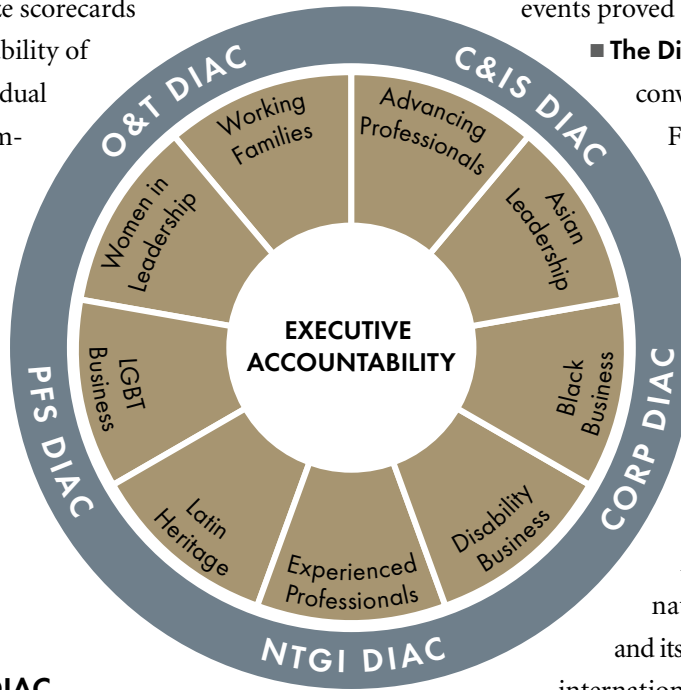 ze scorecards
bility of
dual
m-
events proved
■ The Di
conv
F
O&T DIAC
C&IS DIAC
CORP DIAC
NTGI DIAC
PFS DIAC
Working
Families
Advancing
Professionals
Asian
Leadership
Black
Business
Disability
Business
Experienced
Professionals
Latin
Heritage
LGBT
Business
Women in
Leadership
EXECUTIVE
ACCOUNTABILITY
na
and its
international
DIAC